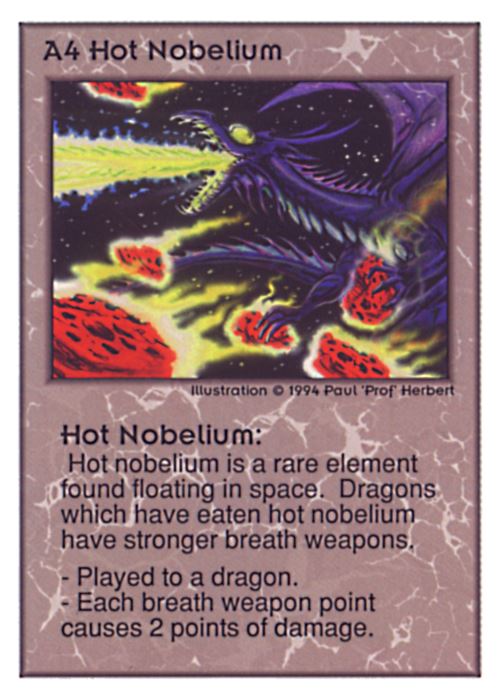 A4 Hot Nobelium
Illustration © 1994 Paul 'Prof' Herbert
Hot Nobelium:
Hot nobelium is a rare element
found floating in space. Dragons
which have eaten hot nobelium
have stronger breath weapons.
- Played to a dragon.
- Each breath weapon point
causes 2 points of damage.